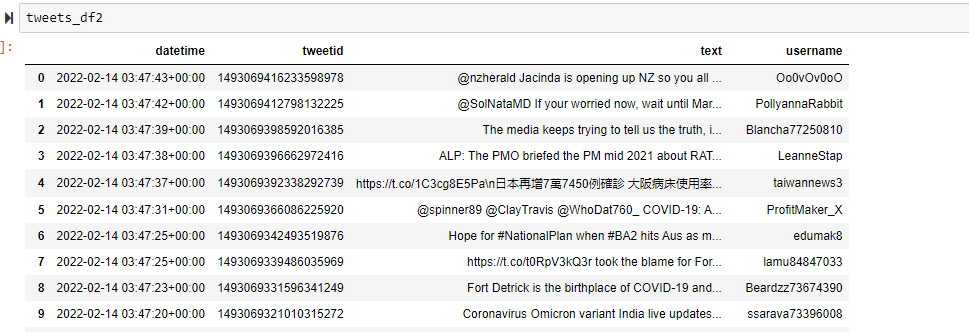 tweets_df2
]:
datetime tweetid text username
0 2022-02-14 03:47:43+00:00 1493069416233598978 @nzherald Jacinda is opening up NZ so you all ... Oo0vOv0oO
1 2022-02-14 03:47:42+00:00 1493069412798132225 @SolNataMD If your worried now, wait until Mar... PollyannaRabbit
2 2022-02-14 03:47:39+00:00 1493069398592016385 The media keeps trying to tell us the truth, i... Blancha77250810
3 2022-02-14 03:47:38+00:00 1493069396662972416 ALP: The PMO briefed the PM mid 2021 about RAT... LeanneStap
4 2022-02-14 03:47:37+00:00 1493069392338292739 https://t.co/1C3cg8E5Pa\n日本再增7萬7450例確診 大阪病床使用率... taiwannews3
5 2022-02-14 03:47:31+00:00 1493069366086225920 @spinner89 @ClayTravis @WhoDat760_ COVID-19: A... ProfitMaker_X
6 2022-02-14 03:47:25+00:00 1493069342493519876 Hope for #NationalPlan when #BA2 hits Aus as m... edumak8
7 2022-02-14 03:47:25+00:00 1493069339486035969 https://t.co/t0RpV3kQ3r took the blame for For... lamu84847033
8 2022-02-14 03:47:23+00:00 1493069331596341249 Fort Detrick is the birthplace of COVID-19 and... Beardzz73674390
9 2022-02-14 03:47:20+00:00 1493069321010315272 Coronavirus Omicron variant India live updates... ssarava73396008